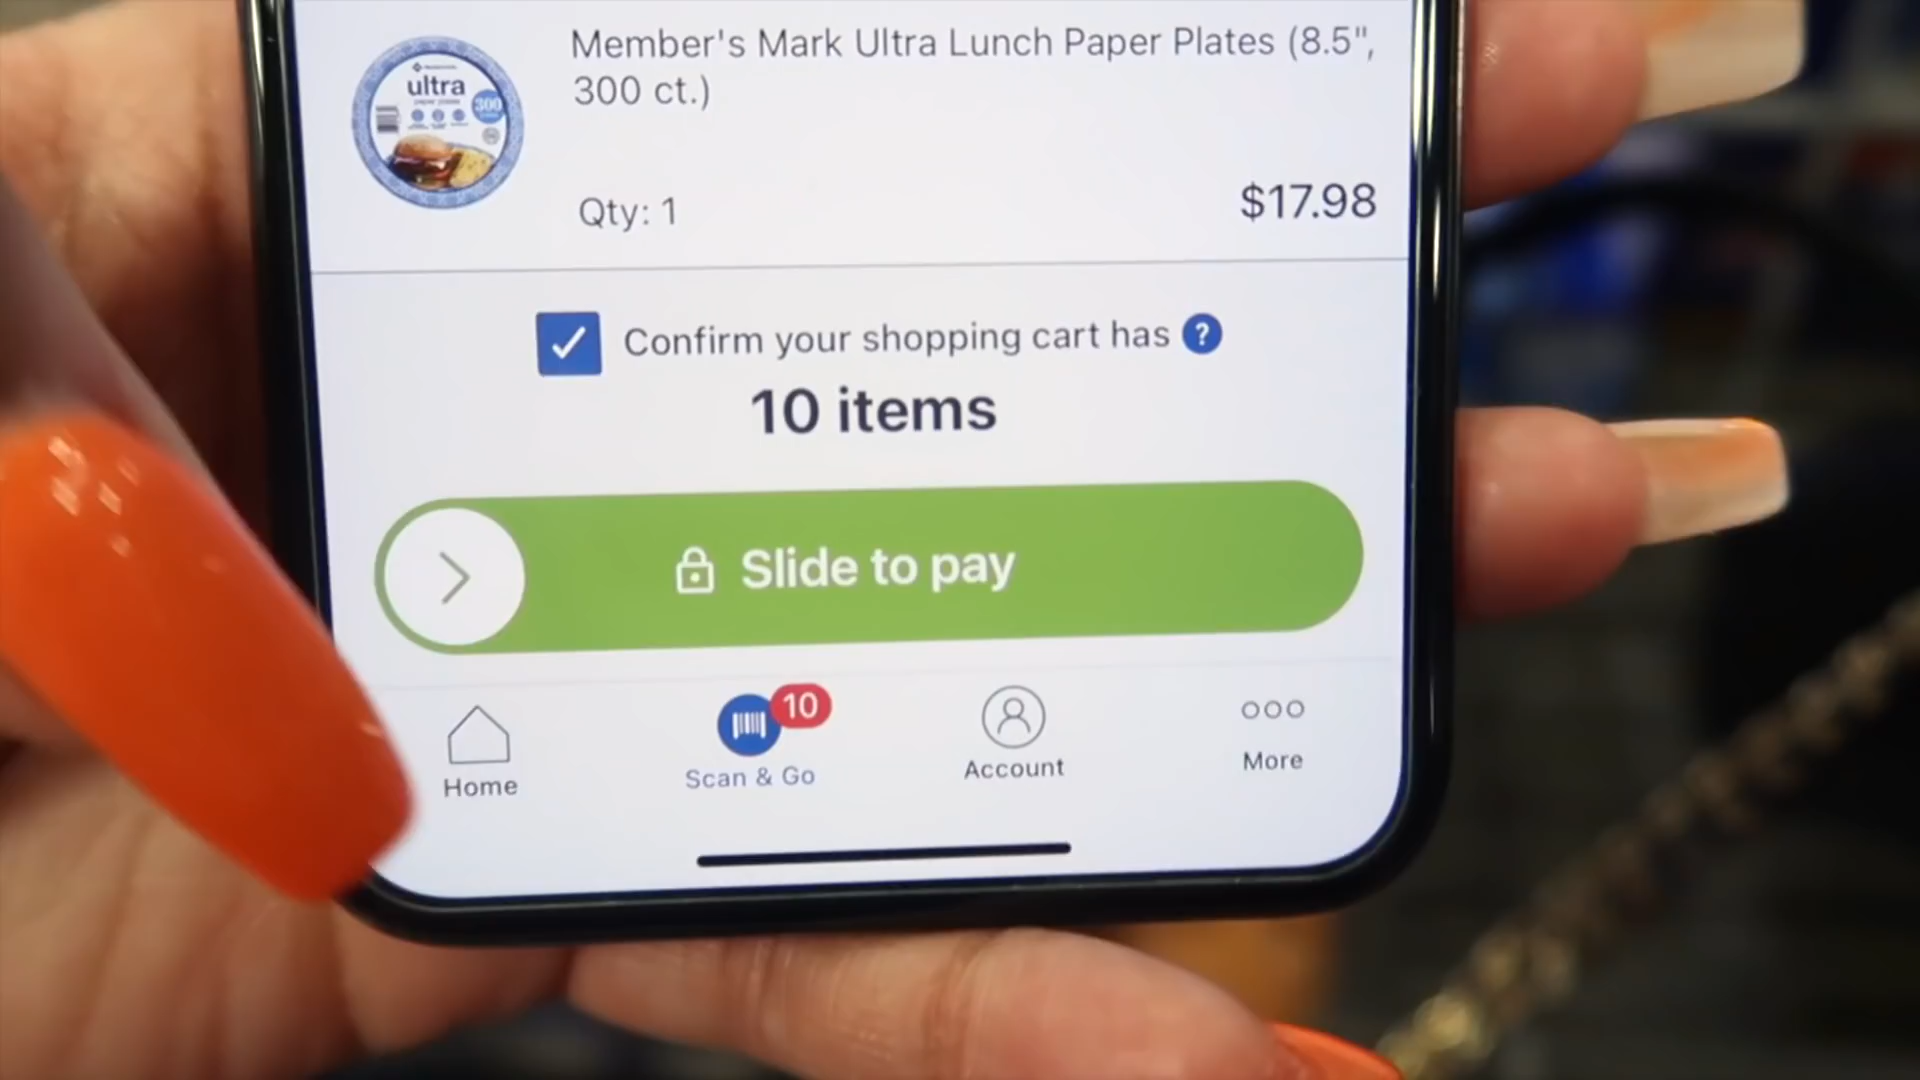 Member's Mark Ultra Lunch Paper Plates (8.5",
300 ct.)
ultra
300
Qty: 1
$17.98
Confirm your shopping cart has ?
10 items
Slide to pay
10
Home
Scan & Go
Account
More